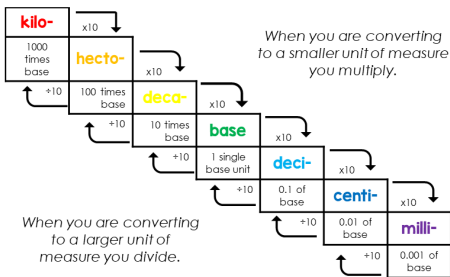 kilo-
x10
When you are converting
to a smaller unit of measure
you multiply.
1000
times
base
hecto-
x10
÷10
100 times
base
deca-
x10
÷10
10 times
base
base
x10
÷10
1 single
base unit
deci-
x10
÷10
0.1 of
base
centi-
x10
÷10
0.01 of
base
milli-
÷10
0.001 of
base
When you are converting
to a larger unit of
measure you divide.